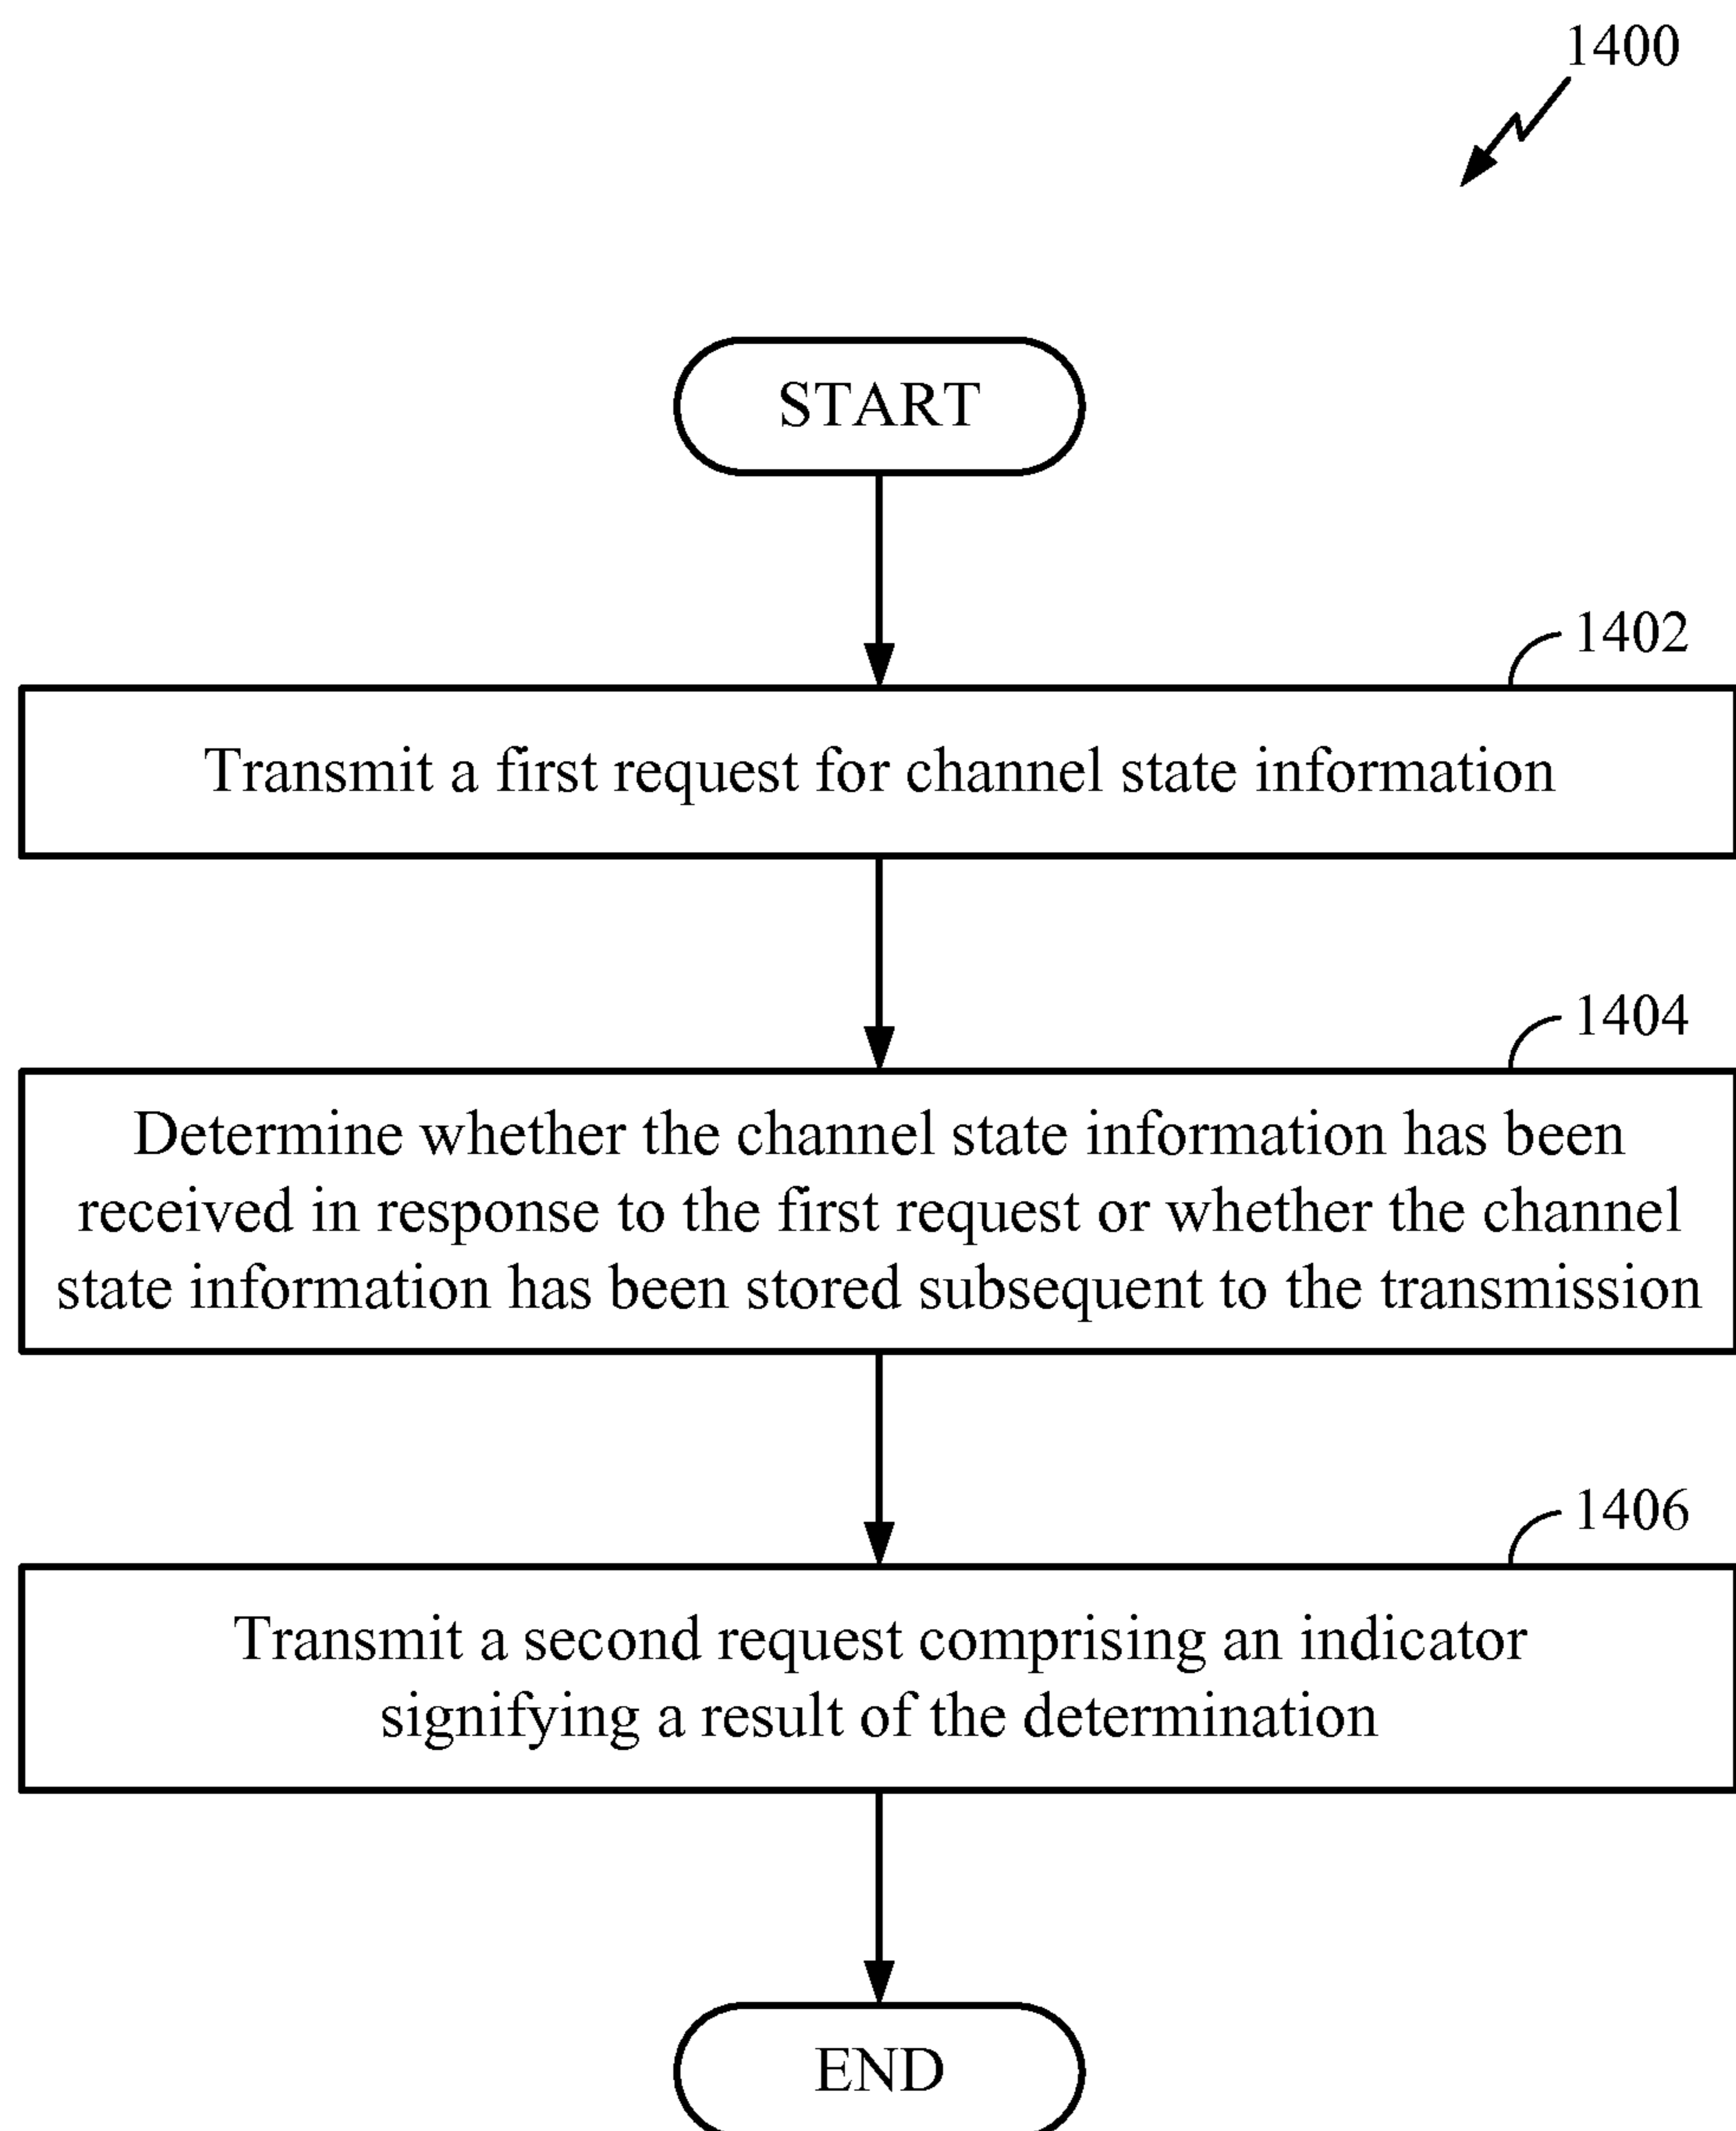 1400
START
1402
Transmit a first request for channel state information
1404
Determine whether the channel state information has been
received in response to the first request or whether the channel
state information has been stored subsequent to the transmission
1406
Transmit a second request comprising an indicator
signifying a result of the determination
END